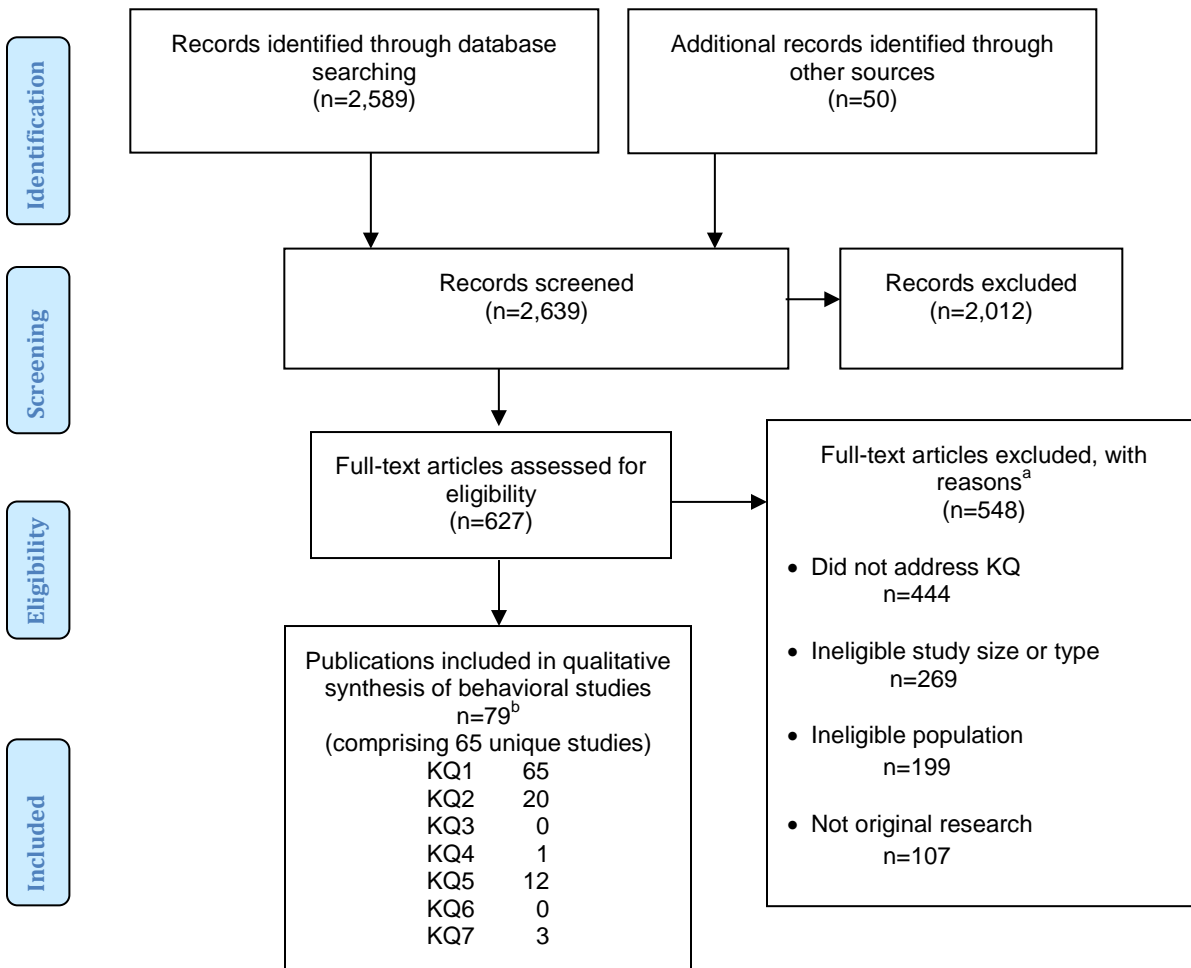 Identification
Records identified through database
searching
(n=2,589)
Additional records identified through
other sources
(n=50)
Screening
Records screened
(n=2,639)
Records excluded
(n=2,012)
Eligibility
Full-text articles assessed for
eligibility
(n=627)
Full-text articles excluded, with
reasonsᵃ
(n=548)
• Did not address KQ
n=444
• Ineligible study size or type
n=269
• Ineligible population
n=199
• Not original research
n=107
Included
Publications included in qualitative
synthesis of behavioral studies
n=79ᵇ
(comprising 65 unique studies)
KQ1 65
KQ2 20
KQ3 0
KQ4 1
KQ5 12
KQ6 0
KQ7 3